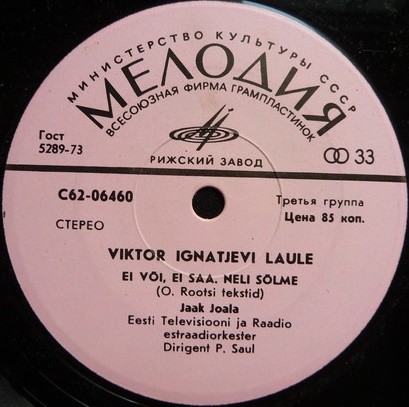 МИНИСТЕРСТВО КУЛЬТУРЫ СССР
МЕЛОДИЯ
ВСЕСОЮЗНАЯ ФИРМА ГРАМПЛАСТИНОК
Гост
5289-73
РИЖСКИЙ ЗАВОД
33
С62-06460
Третья группа
СТЕРЕО
Цена 85 коп.
VIKTOR IGNATJEVI LAULE
EI VÕI, EI SAA. NELI SÕLME
(O. Rootsi tekstid)
Jaak Joala
Eesti Televisiooni ja Raadio
estraadiorkester
Dirigent P. Saul